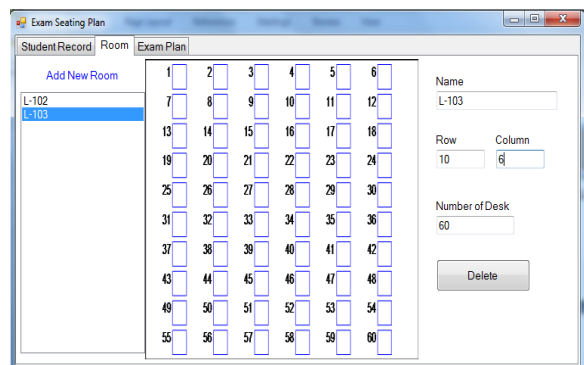 Exam Seating Plan
Student Record Room Exam Plan
Add New Room
L-102
L-103
1 2 3 4 5 6
7 8 9 10 11 12
13 14 15 16 17 18
19 20 21 22 23 24
25 26 27 28 29 30
31 32 33 34 35 36
37 38 39 40 41 42
43 44 45 46 47 48
49 50 51 52 53 54
55 56 57 58 59 60
Name
L-103
Row Column
10 6
Number of Desk
60
Delete